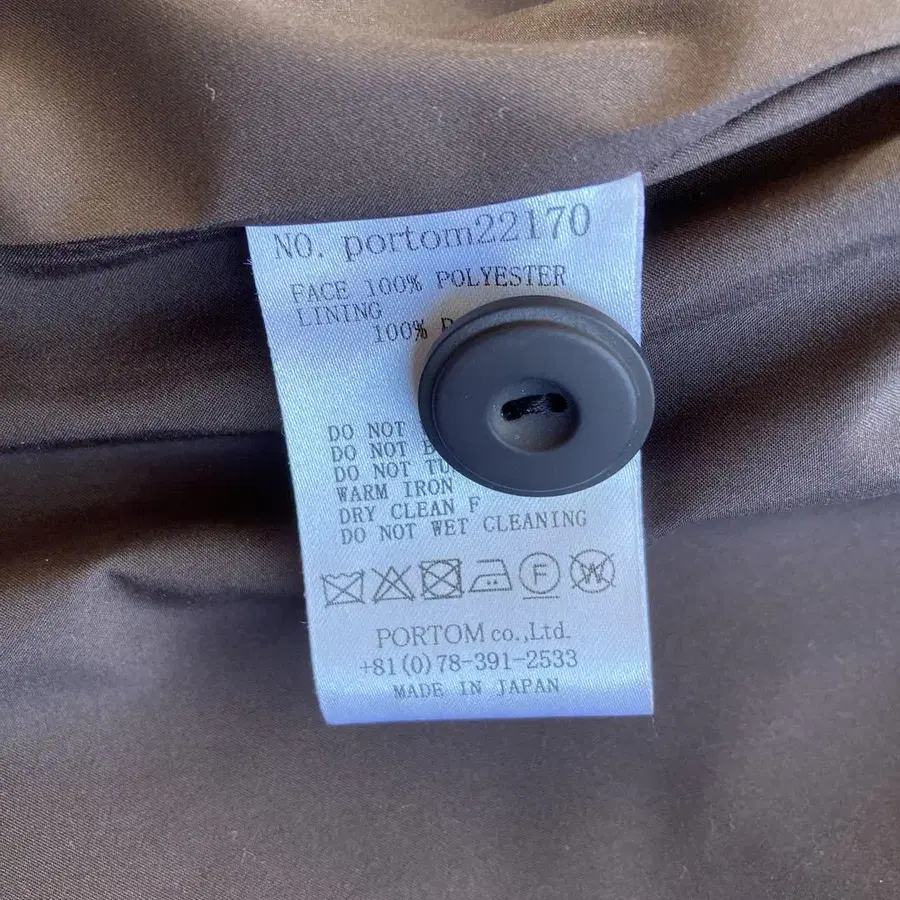 NO. portom22170
FACE 100% POLYESTER
LINING
100%
DO NOT
DO NOT
DO NOT
WARM IRON
DRY CLEAN F
DO NOT WET CLEANING
F
W
PORTOM co.,Ltd.
+81(0)78-391-2533
MADE IN JAPAN